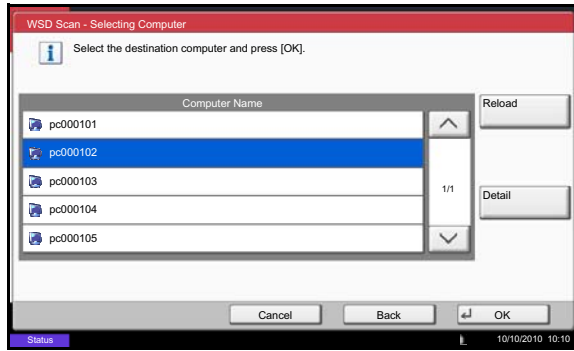 WSD Scan - Selecting Computer
Select the destination computer and press [OK].
Computer Name
Reload
pc000101
pc000102
pc000103
1/1
Detail
pc000104
pc000105
Cancel
Back
OK
Status
10/10/2010 10:10